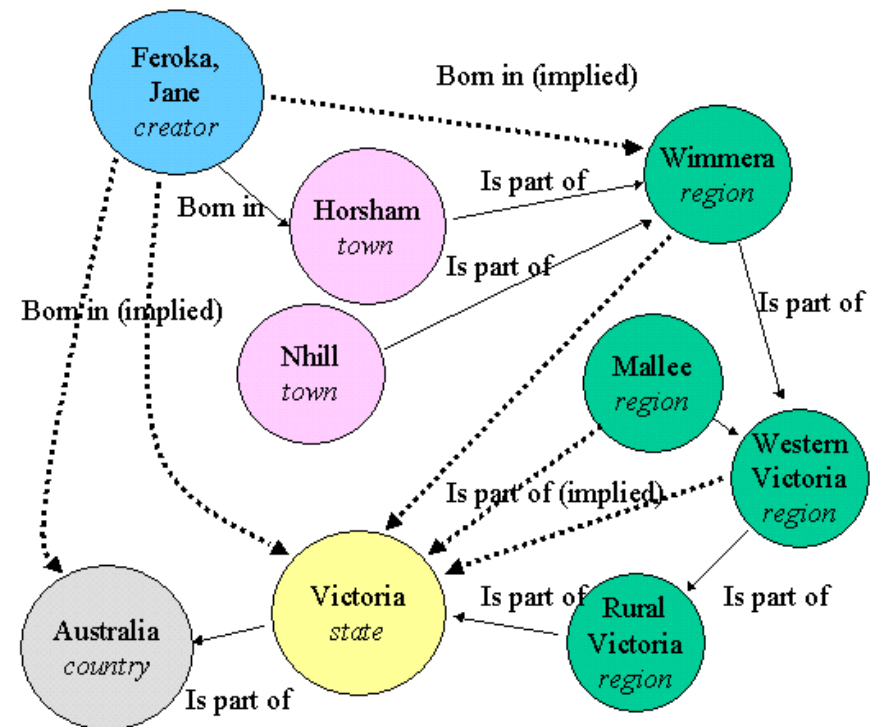 Feroka,
Jane
creator
Born in (implied)
Wimmera
region
Is part of
Born in
Horsham
town
Is part of
Born in (implied)
Is part of
Nhill
town
Mallee
region
Western
Victoria
region
Is part of (implied)
Victoria
state
Is part of
Rural
Victoria
region
Is part of
Australia
country
Is part of